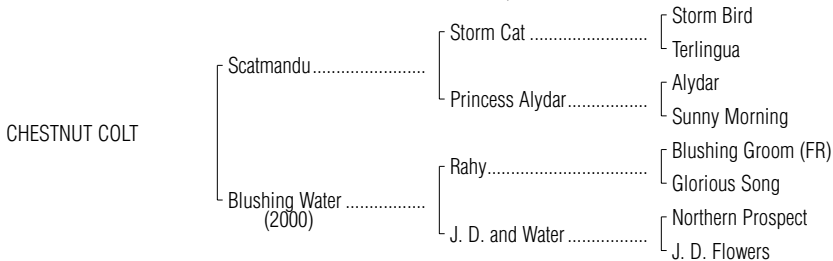 Storm Bird
Storm Cat .........................
Terlingua
Scatmandu........................
Alydar
Princess Alydar.................
Sunny Morning
CHESTNUT COLT
Blushing Groom (FR)
Rahy..................................
Glorious Song
Blushing Water .................
(2000)
Northern Prospect
J. D. and Water .................
J. D. Flowers